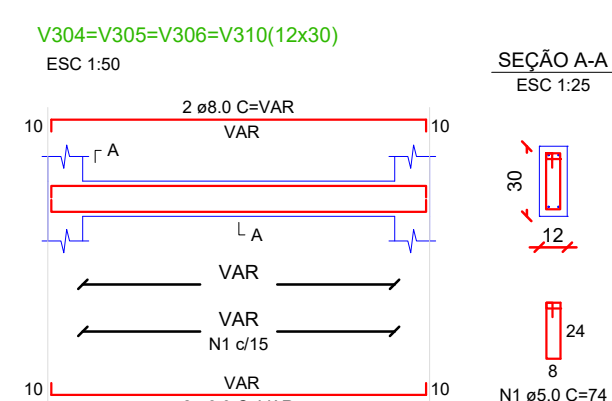 V304=V305=V306=V310(12x30)
ESC 1:50
SEÇÃO A-A
ESC 1:25
2 ø8.0 C=VAR
10
VAR
10
A
30
A
12
VAR
VAR
N1 c/15
24
8
N1 ø5.0 C=74
10
VAR
10